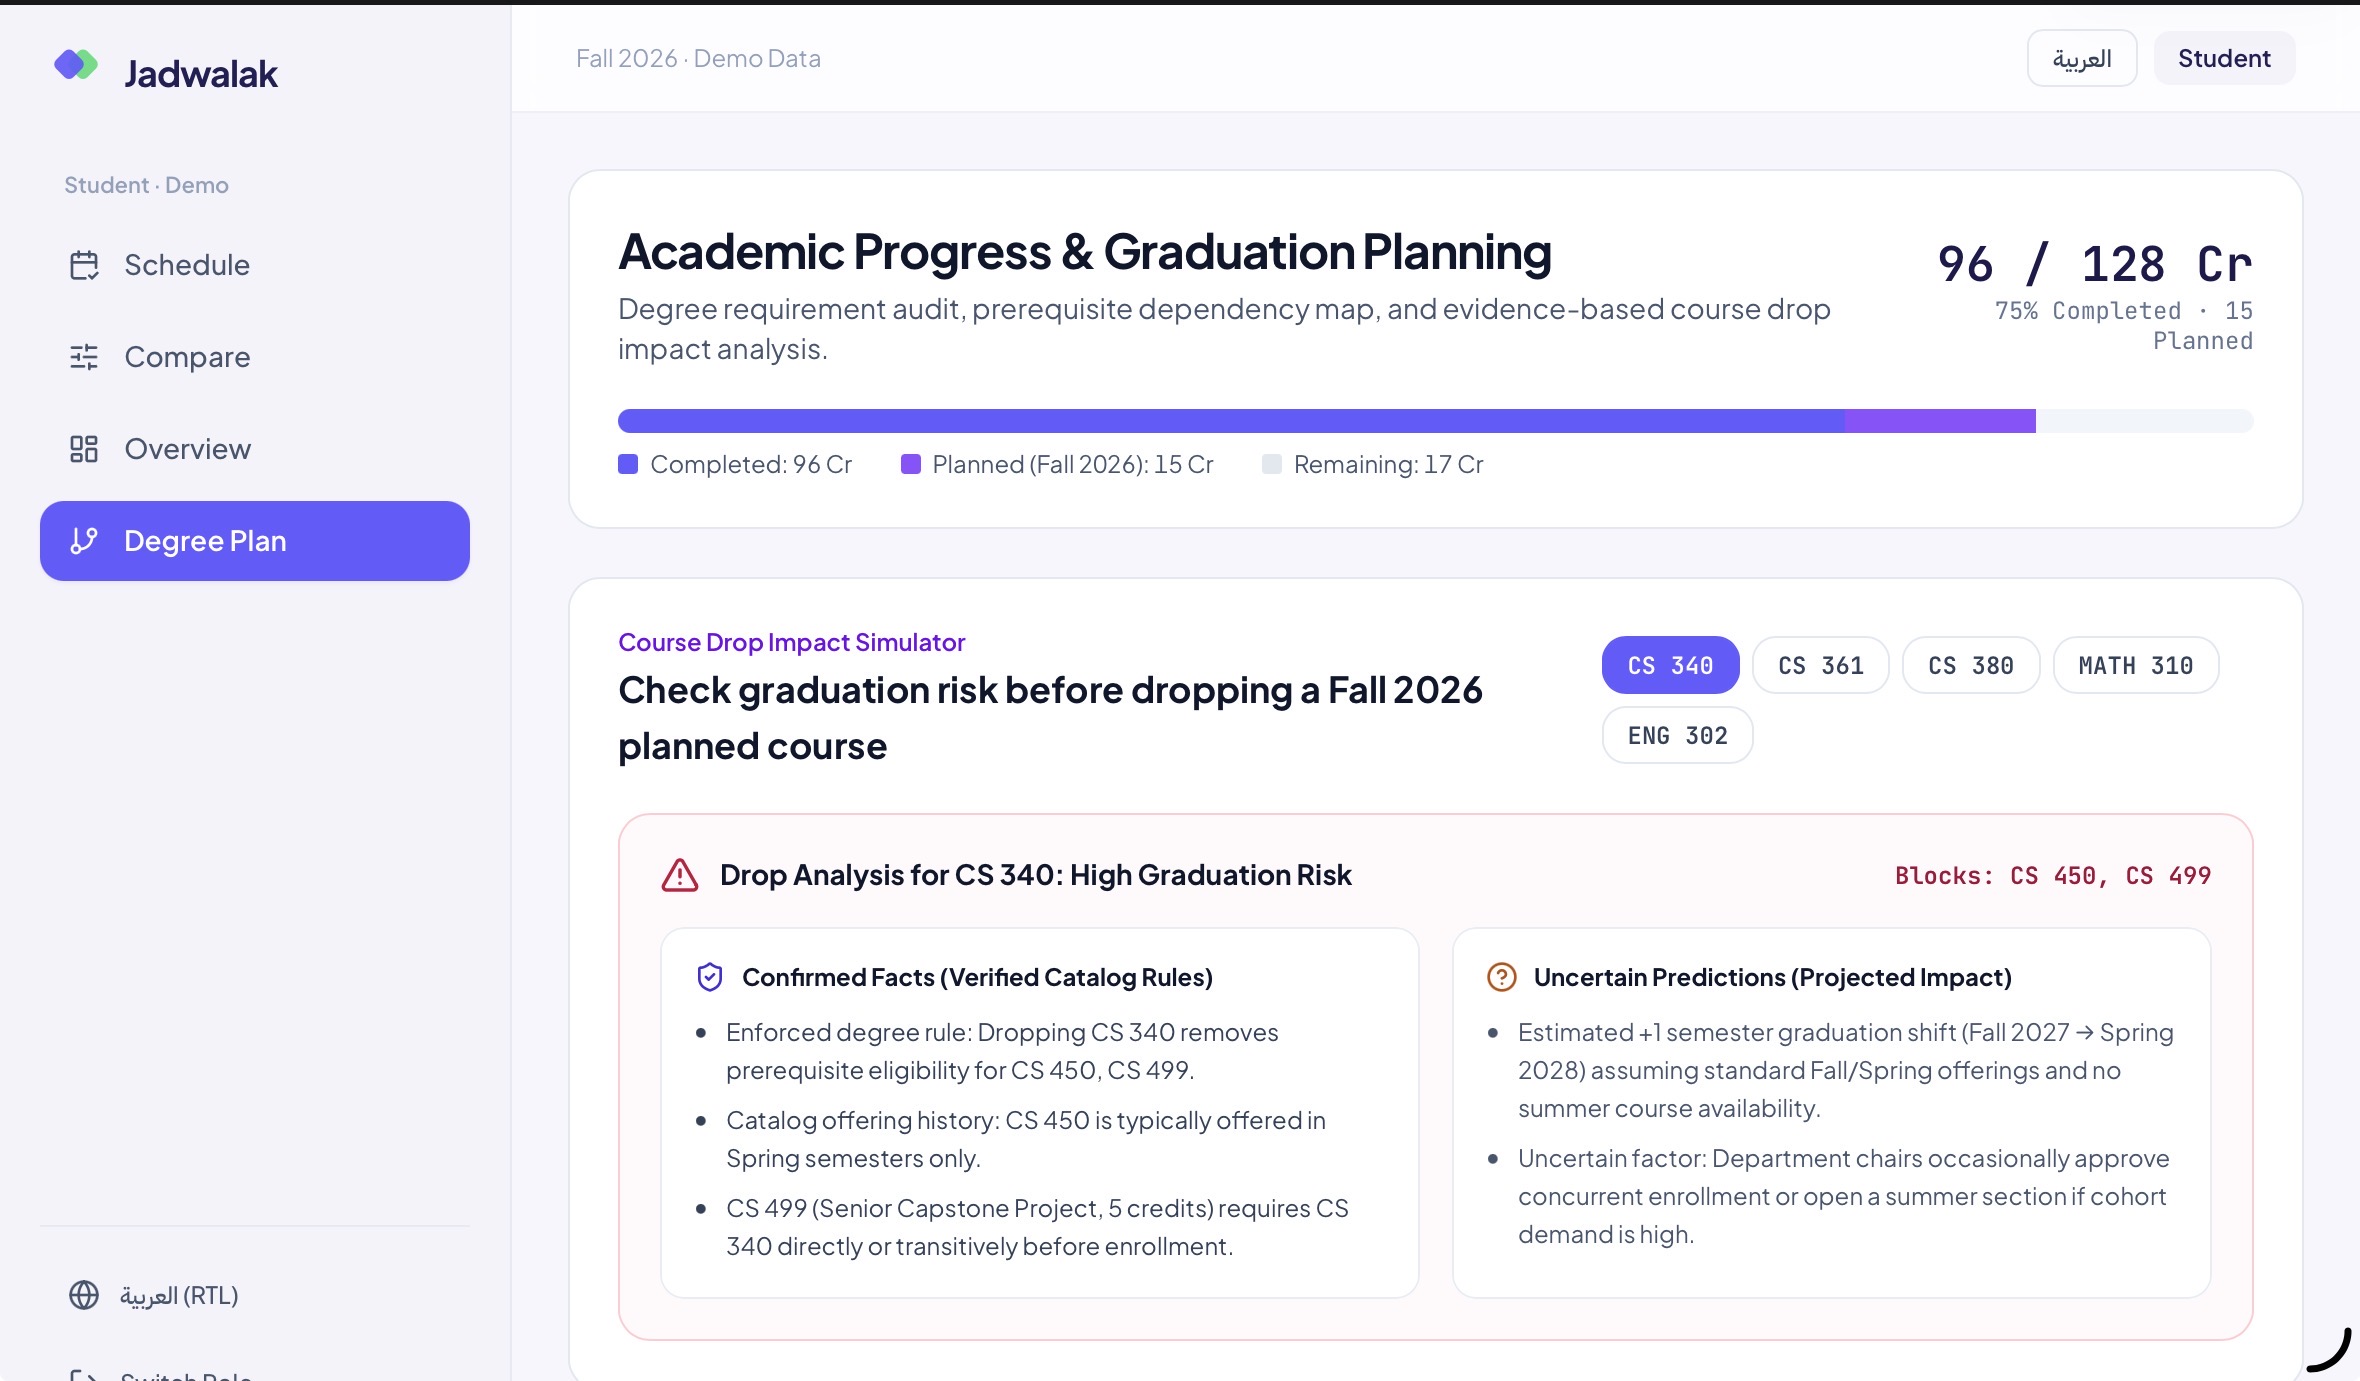 Jadwalak
Student · Demo
Schedule
Compare
Overview
Degree Plan
العربية (RTL)
Switch Role
Fall 2026 · Demo Data
العربية
Student
Academic Progress & Graduation Planning
Degree requirement audit, prerequisite dependency map, and evidence-based course drop
impact analysis.
96 / 128 Cr
75% Completed · 15
Planned
Completed: 96 Cr
Planned (Fall 2026): 15 Cr
Remaining: 17 Cr
Course Drop Impact Simulator
Check graduation risk before dropping a Fall 2026
planned course
CS 340
CS 361
CS 380
MATH 310
ENG 302
Drop Analysis for CS 340: High Graduation Risk
Blocks: CS 450, CS 499
Confirmed Facts (Verified Catalog Rules)
Enforced degree rule: Dropping CS 340 removes
prerequisite eligibility for CS 450, CS 499.
Catalog offering history: CS 450 is typically offered in
Spring semesters only.
CS 499 (Senior Capstone Project, 5 credits) requires CS
340 directly or transitively before enrollment.
Uncertain Predictions (Projected Impact)
Estimated +1 semester graduation shift (Fall 2027 → Spring
2028) assuming standard Fall/Spring offerings and no
summer course availability.
Uncertain factor: Department chairs occasionally approve
concurrent enrollment or open a summer section if cohort
demand is high.